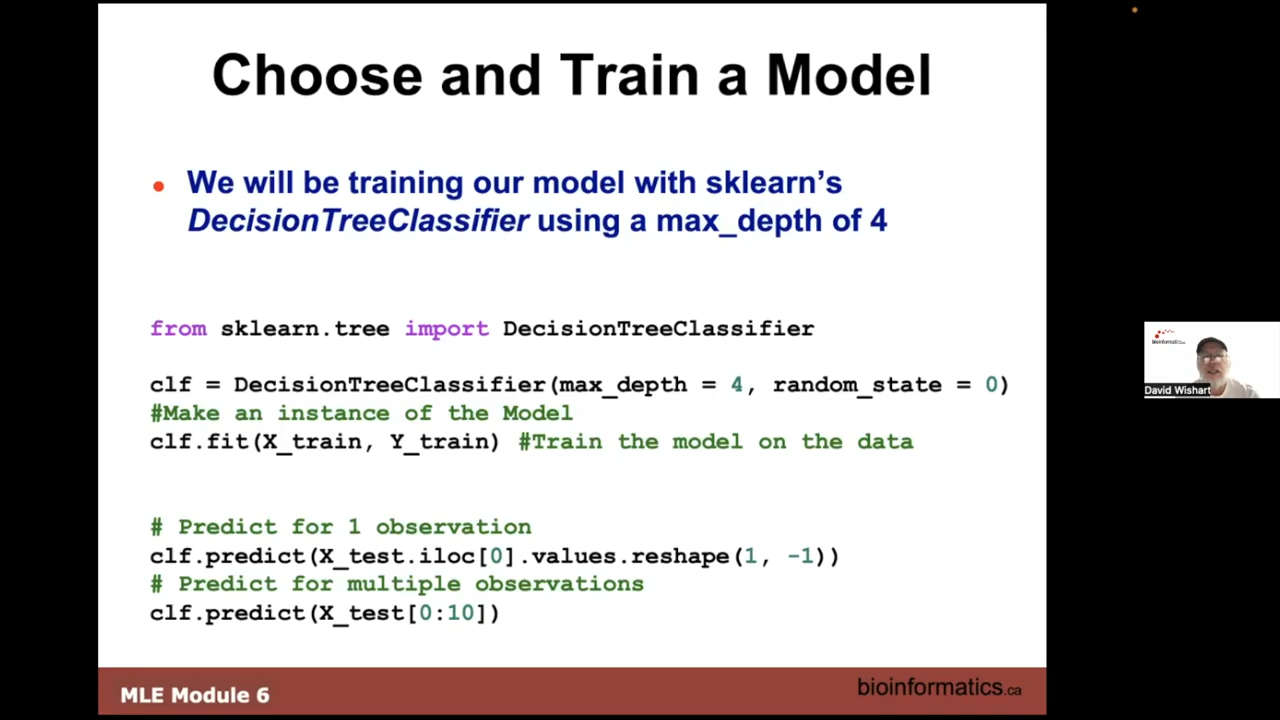 Choose and Train a Model
• We will be training our model with sklearn’s
DecisionTreeClassifier using a max_depth of 4
from sklearn.tree import DecisionTreeClassifier
clf = DecisionTreeClassifier(max_depth = 4, random_state = 0)
#Make an instance of the Model
clf.fit(X_train, Y_train) #Train the model on the data
# Predict for 1 observation
clf.predict(X_test.iloc[0].values.reshape(1, -1))
# Predict for multiple observations
clf.predict(X_test[0:10])
MLE Module 6
bioinformatics.ca
bioinformatics.ca
David Wishart